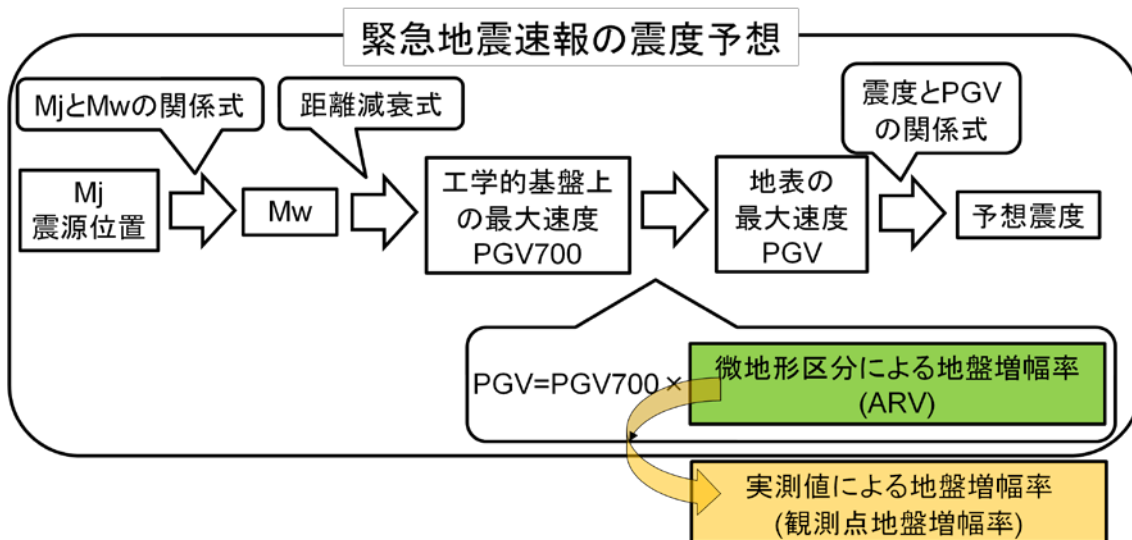 緊急地震速報の震度予想
MjとMwの関係式
距離減衰式
震度とPGV
の関係式
Mj
震源位置
Mw
工学的基盤上
の最大速度
PGV700
地表の
最大速度
PGV
予想震度
PGV=PGV700×
微地形区分による地盤増幅率
(ARV)
実測値による地盤増幅率
(観測点地盤増幅率)